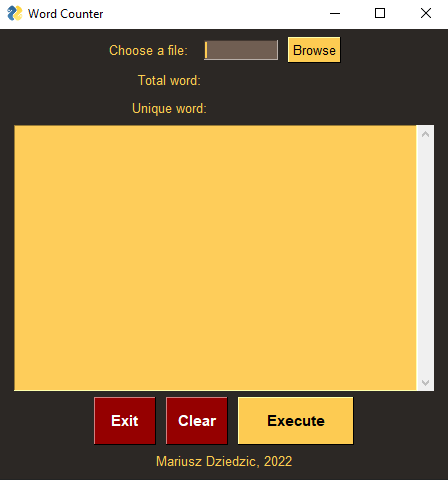 Word Counter
Choose a file: Browse
Total word:
Unique word:
Exit Clear Execute
Mariusz Dziedzic, 2022